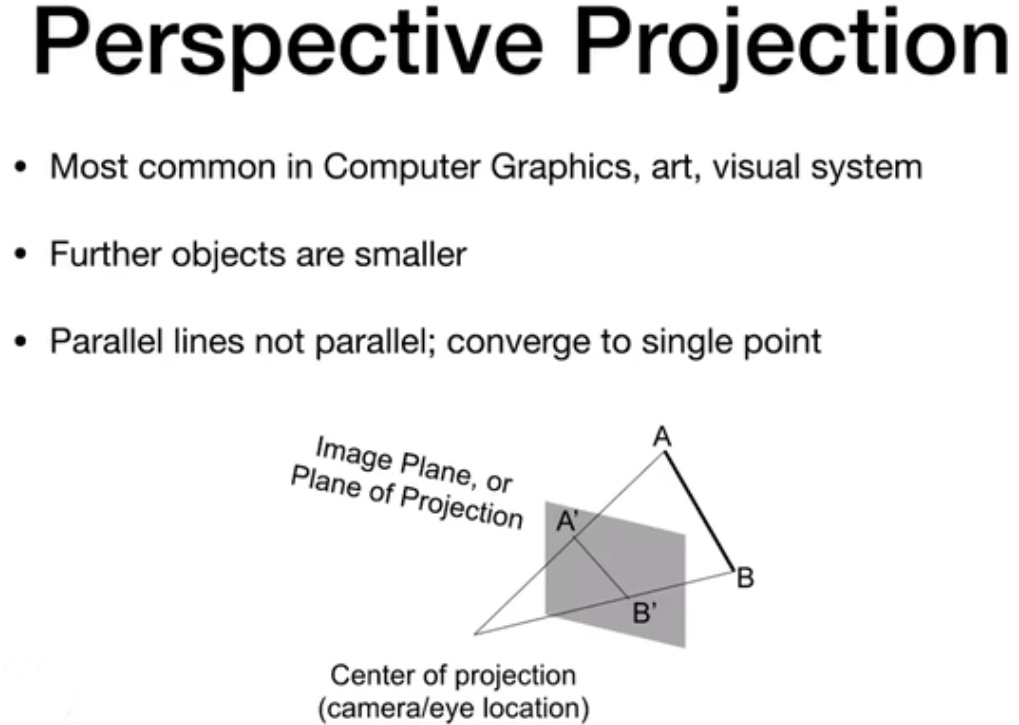 Perspective Projection
• Most common in Computer Graphics, art, visual system
• Further objects are smaller
• Parallel lines not parallel; converge to single point
Image Plane, or
Plane of Projection
A
A'
B
B'
Center of projection
(camera/eye location)